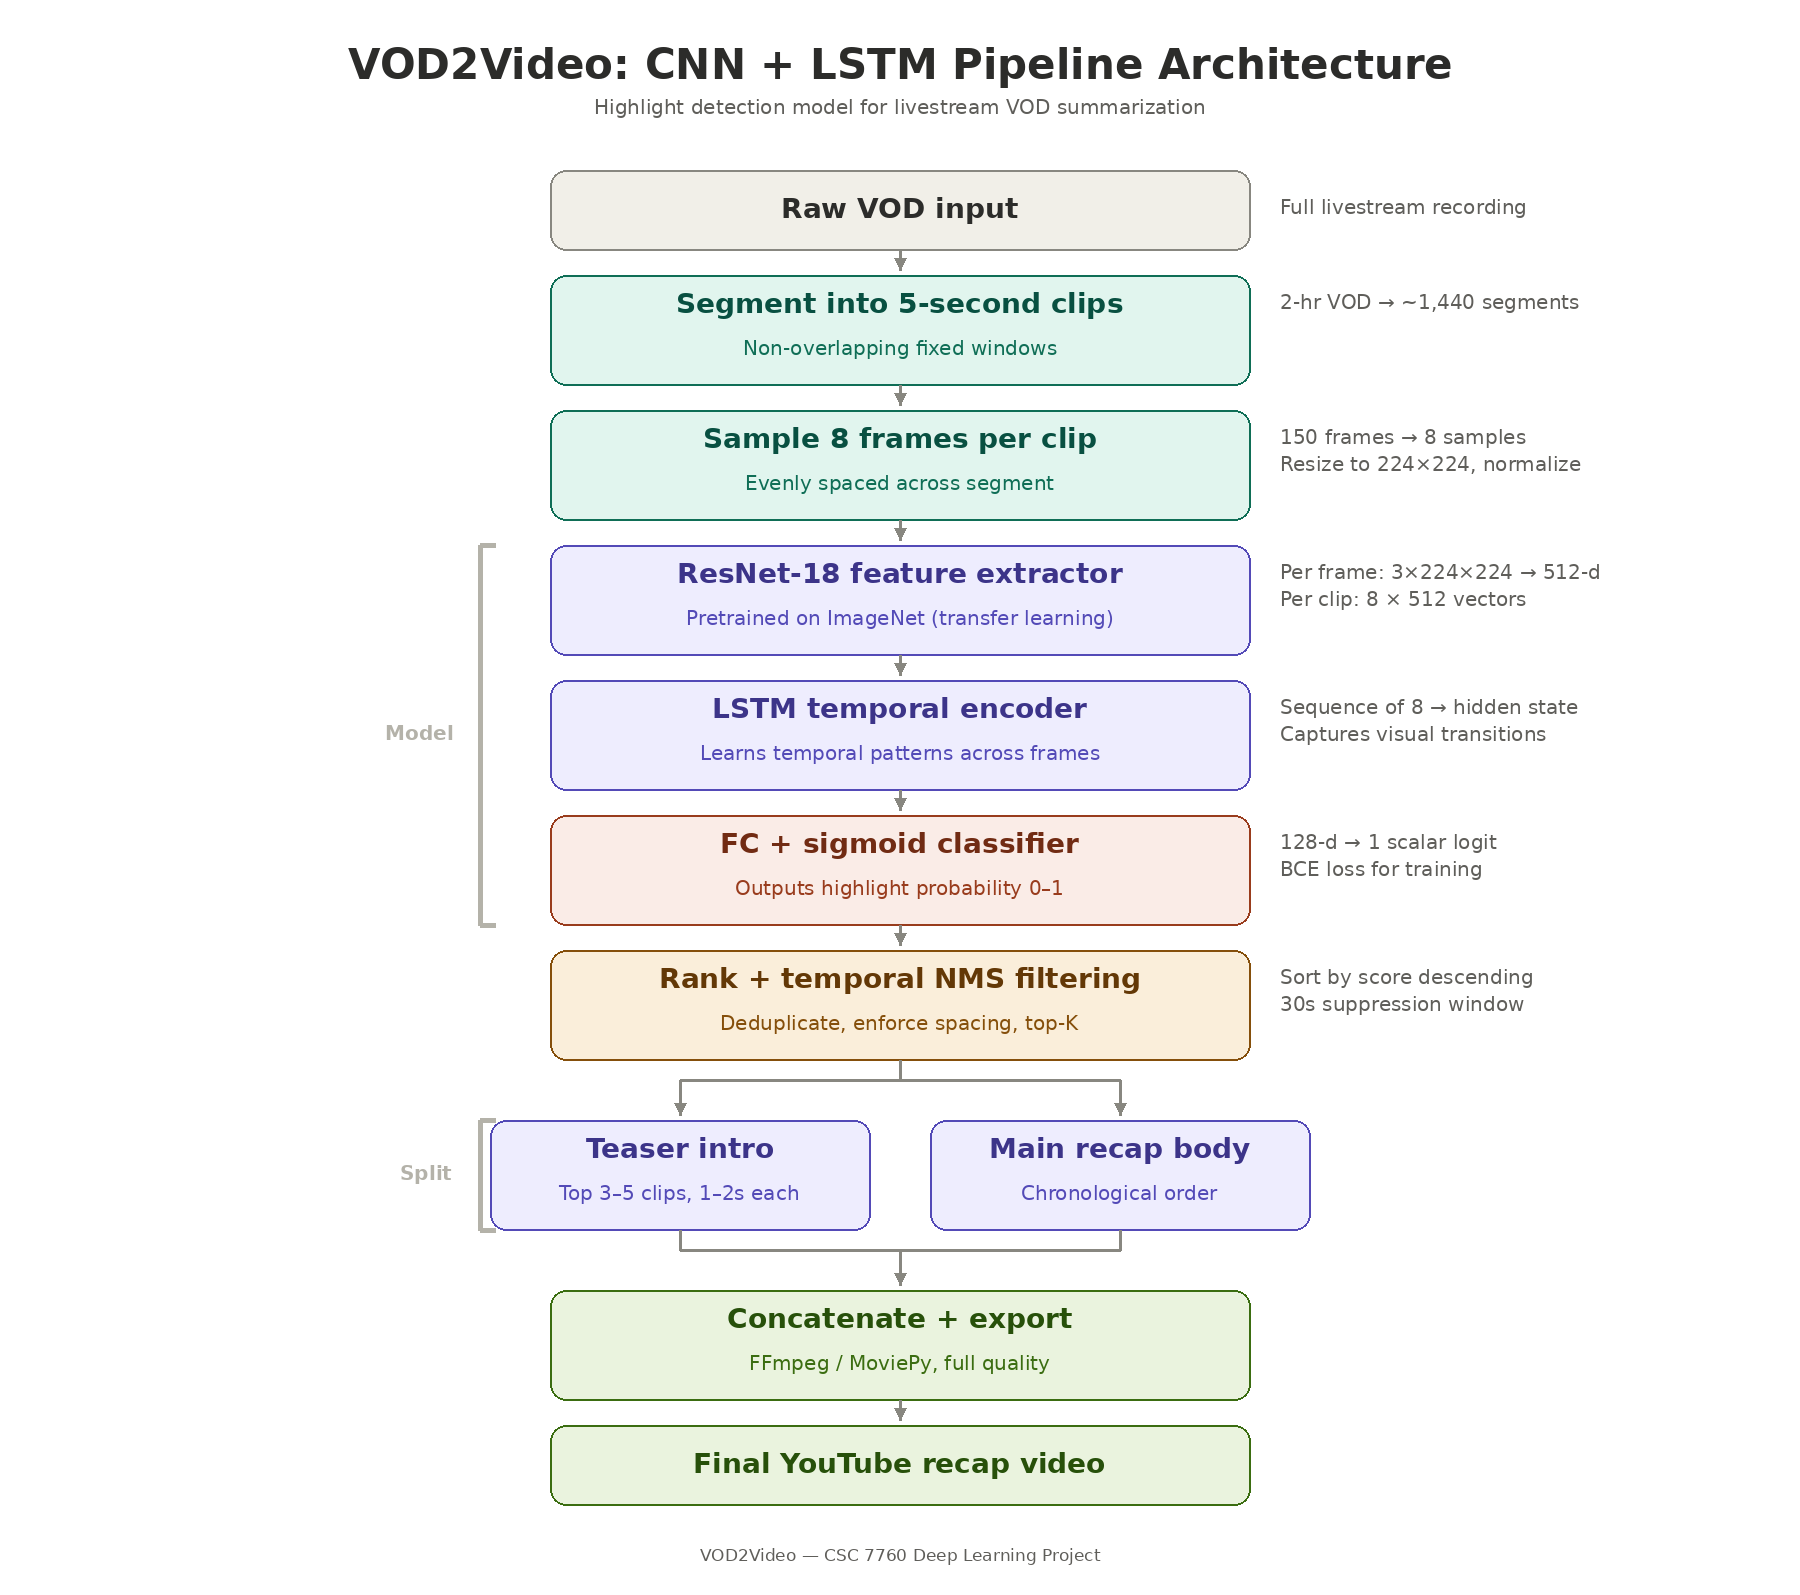 VOD2Video: CNN + LSTM Pipeline Architecture
Highlight detection model for livestream VOD summarization
Raw VOD input
Full livestream recording
Segment into 5-second clips
Non-overlapping fixed windows
2-hr VOD → ~1,440 segments
Sample 8 frames per clip
Evenly spaced across segment
150 frames → 8 samples
Resize to 224×224, normalize
Model
ResNet-18 feature extractor
Pretrained on ImageNet (transfer learning)
Per frame: 3×224×224 → 512-d
Per clip: 8 × 512 vectors
LSTM temporal encoder
Learns temporal patterns across frames
Sequence of 8 → hidden state
Captures visual transitions
FC + sigmoid classifier
Outputs highlight probability 0–1
128-d → 1 scalar logit
BCE loss for training
Rank + temporal NMS filtering
Deduplicate, enforce spacing, top-K
Sort by score descending
30s suppression window
Split
Teaser intro
Top 3–5 clips, 1–2s each
Main recap body
Chronological order
Concatenate + export
FFmpeg / MoviePy, full quality
Final YouTube recap video
VOD2Video — CSC 7760 Deep Learning Project